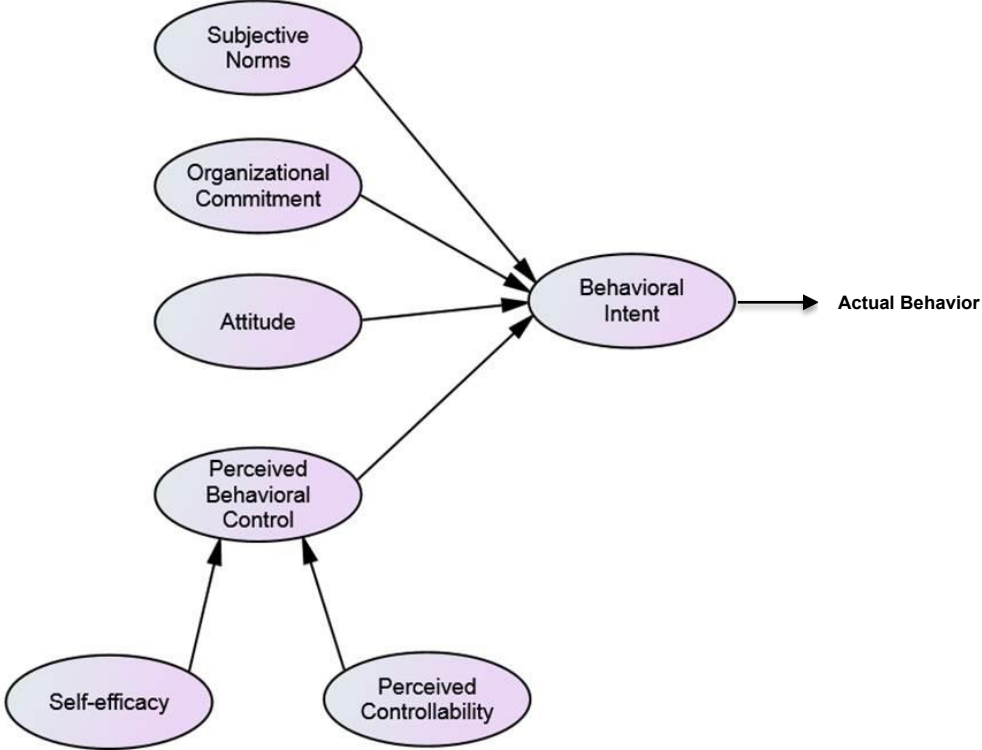 Subjective
Norms
Organizational
Commitment
Attitude
Behavioral
Intent
Actual Behavior
Perceived
Behavioral
Control
Self-efficacy
Perceived
Controllability